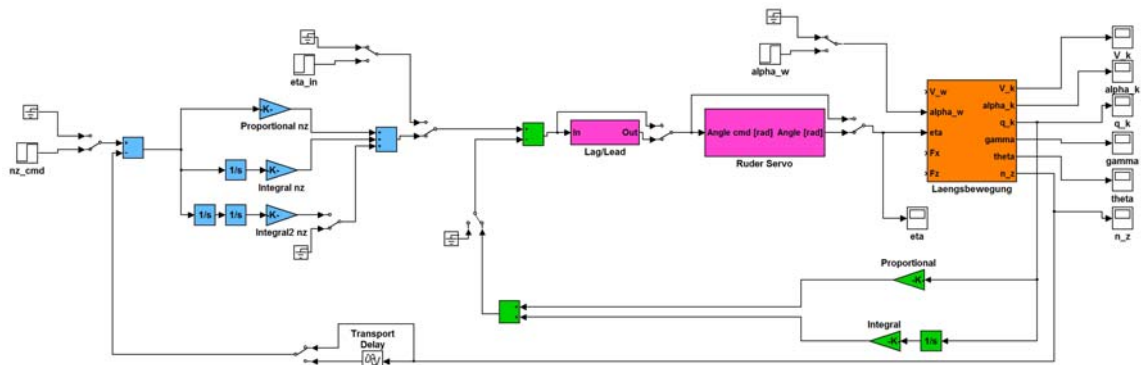 V_k
alpha_k
q_k
gamma
theta
n_z
eta
eta_in
alpha_w
nz_cmd
-K-
Proportional nz
1/s
-K-
Integral nz
1/s
1/s
-K-
Integral2 nz
In
Out
Lag/Lead
Angle cmd [rad]
Angle [rad]
Ruder Servo
V_w
alpha_w
eta
Fx
Fz
V_k
alpha_k
q_k
gamma
theta
n_z
Laengsbewegung
Proportional
-K-
Integral
-K-
1/s
Transport
Delay